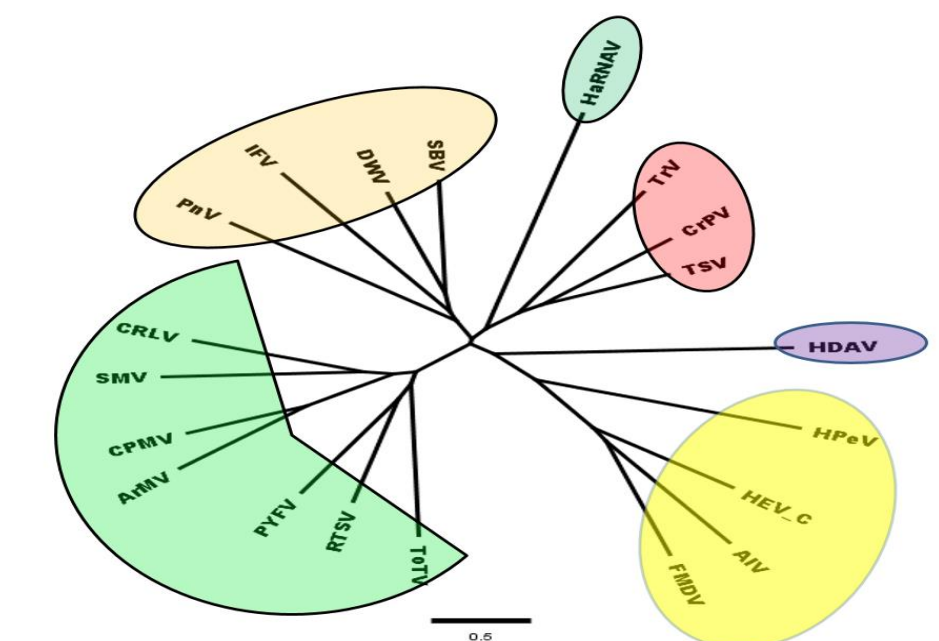 HaRNAV
IFV
DWV
SBV
PnV
TrV
CrPV
TSV
CRLV
SMV
CPMV
ArMV
PYFV
RTSV
ToTV
HDAV
HPeV
HEV_C
AIV
FMDV
0.5